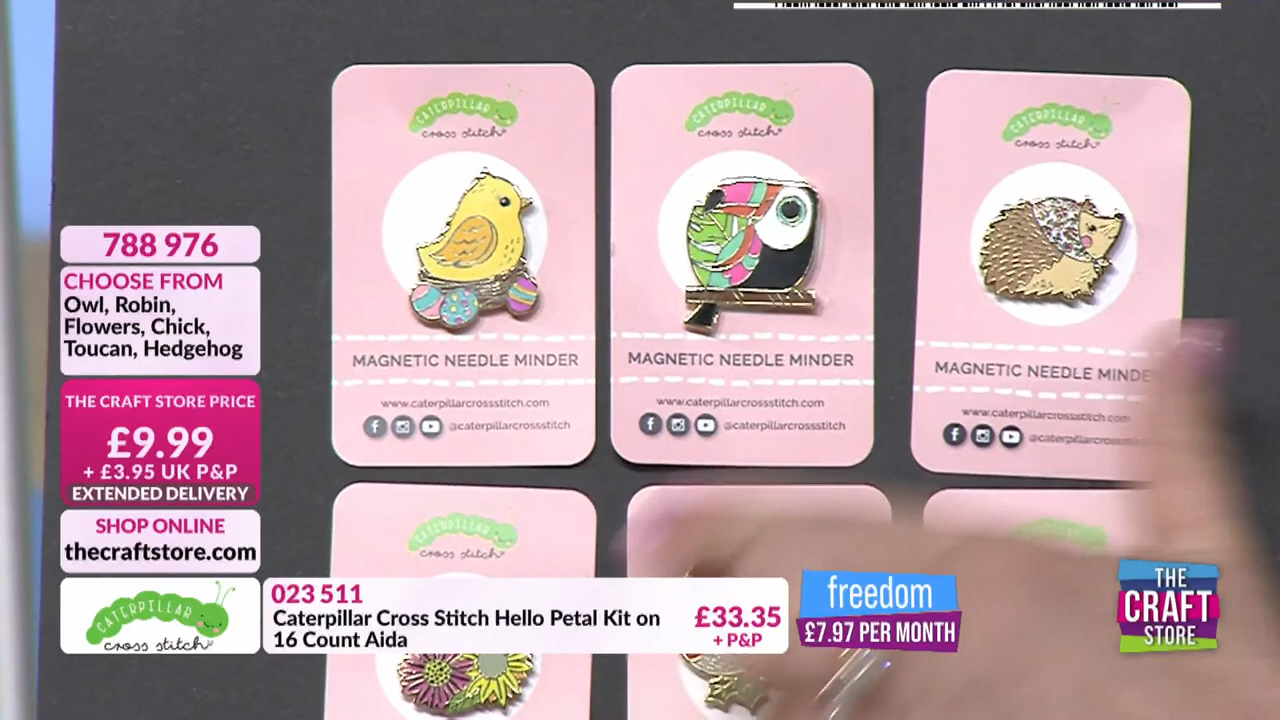 CATERPILLAR
cross stitch
MAGNETIC NEEDLE MINDER
www.caterpillarcrossstitch.com
@caterpillarcrossstitch
CATERPILLAR
cross stitch
MAGNETIC NEEDLE MINDER
www.caterpillarcrossstitch.com
@caterpillarcrossstitch
CATERPILLAR
cross stitch
MAGNETIC NEEDLE MINDE
www.caterpillarcrossstitch.com
788 976
CHOOSE FROM
Owl, Robin,
Flowers, Chick,
Toucan, Hedgehog
THE CRAFT STORE PRICE
£9.99
+ £3.95 UK P&P
EXTENDED DELIVERY
SHOP ONLINE
thecraftstore.com
CATERPILLAR
cross stitch
CATERPILLAR
cross stitch
023 511
Caterpillar Cross Stitch Hello Petal Kit on
16 Count Aida
£33.35
+ P&P
freedom
£7.97 PER MONTH
THE
CRAFT
STORE